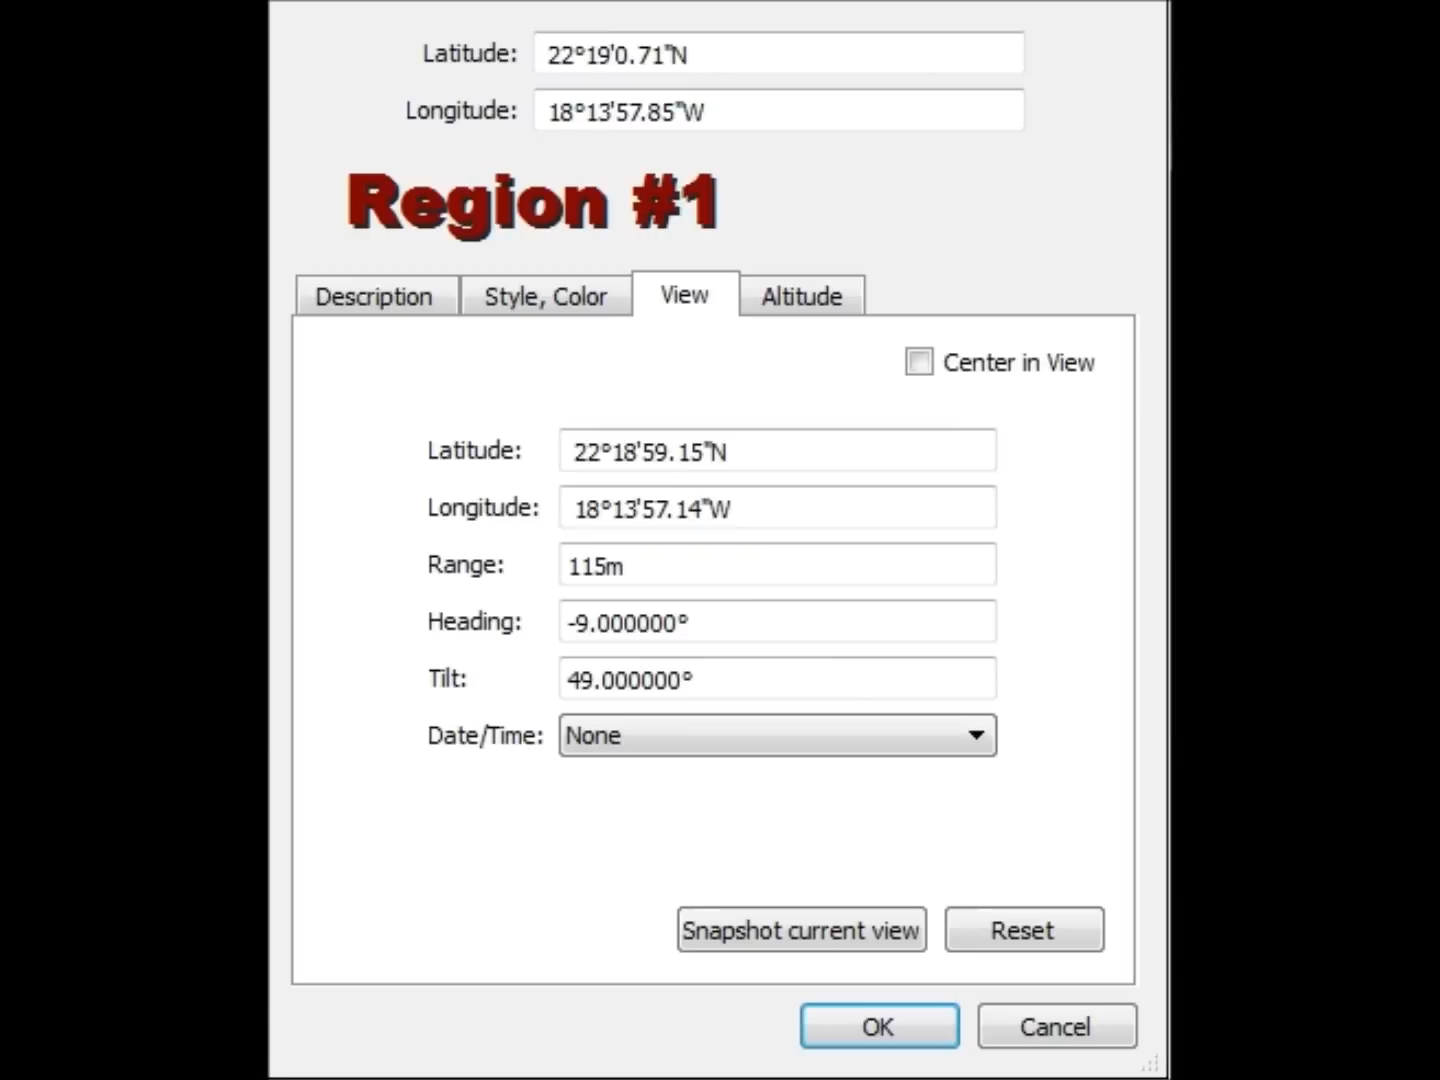 Latitude: 22°19'0.71"N
Longitude: 18°13'57.85"W
Region #1
Description Style, Color View Altitude
Center in View
Latitude: 22°18'59.15"N
Longitude: 18°13'57.14"W
Range: 115m
Heading: -9.000000°
Tilt: 49.000000°
Date/Time: None
Snapshot current view Reset
OK Cancel